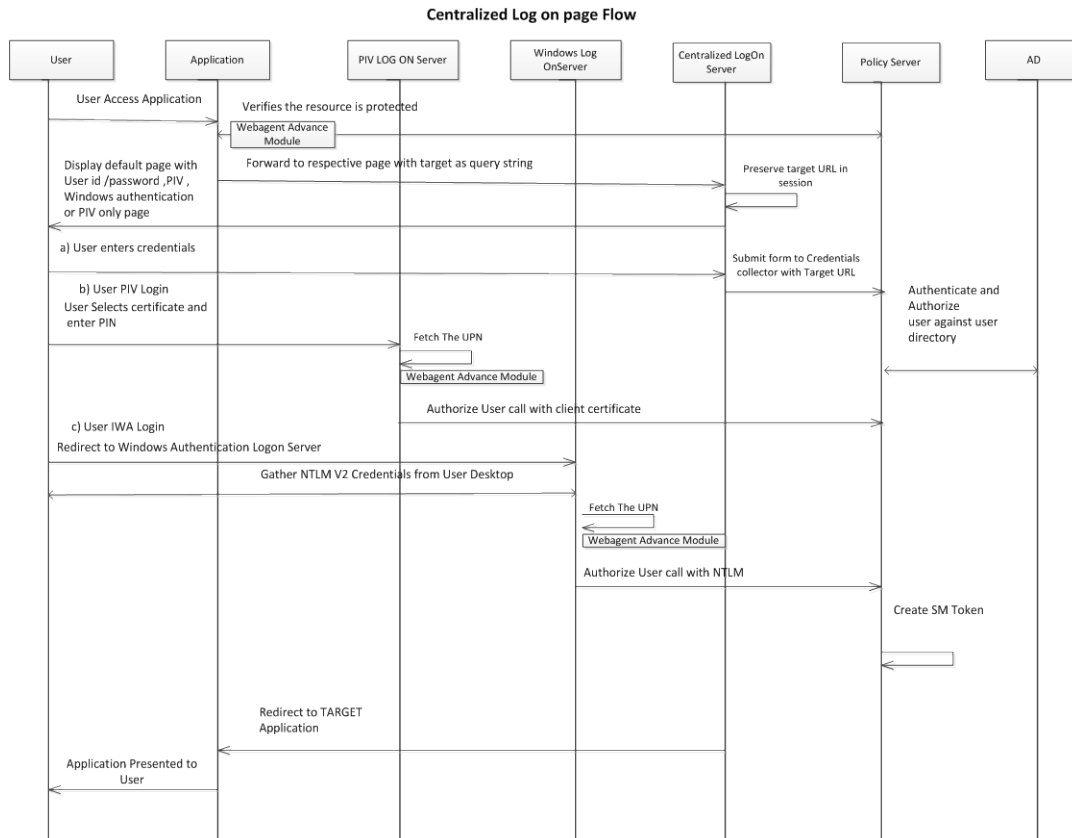 Centralized Log on page Flow
User
Application
PIV LOG ON Server
Windows Log
OnServer
Centralized LogOn
Server
Policy Server
AD
User Access Application
Verifies the resource is protected
Webagent Advance
Module
Display default page with
User id /password ,PIV ,
Windows authentication
or PIV only page
Forward to respective page with target as query string
Preserve target URL in
session
a) User enters credentials
Submit form to Credentials
collector with Target URL
b) User PIV Login
User Selects certificate and
enter PIN
Authenticate and
Authorize
user against user
directory
Fetch The UPN
Webagent Advance Module
Authorize User call with client certificate
c) User IWA Login
Redirect to Windows Authentication Logon Server
Gather NTLM V2 Credentials from User Desktop
Fetch The UPN
Webagent Advance Module
Authorize User call with NTLM
Create SM Token
Redirect to TARGET
Application
Application Presented to
User